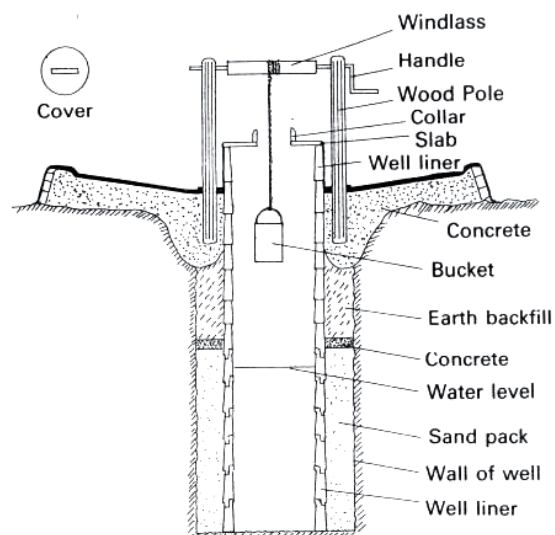 Windlass
Handle
Cover
Wood Pole
Collar
Slab
Well liner
Concrete
Bucket
Earth backfill
Concrete
Water level
Sand pack
Wall of well
Well liner